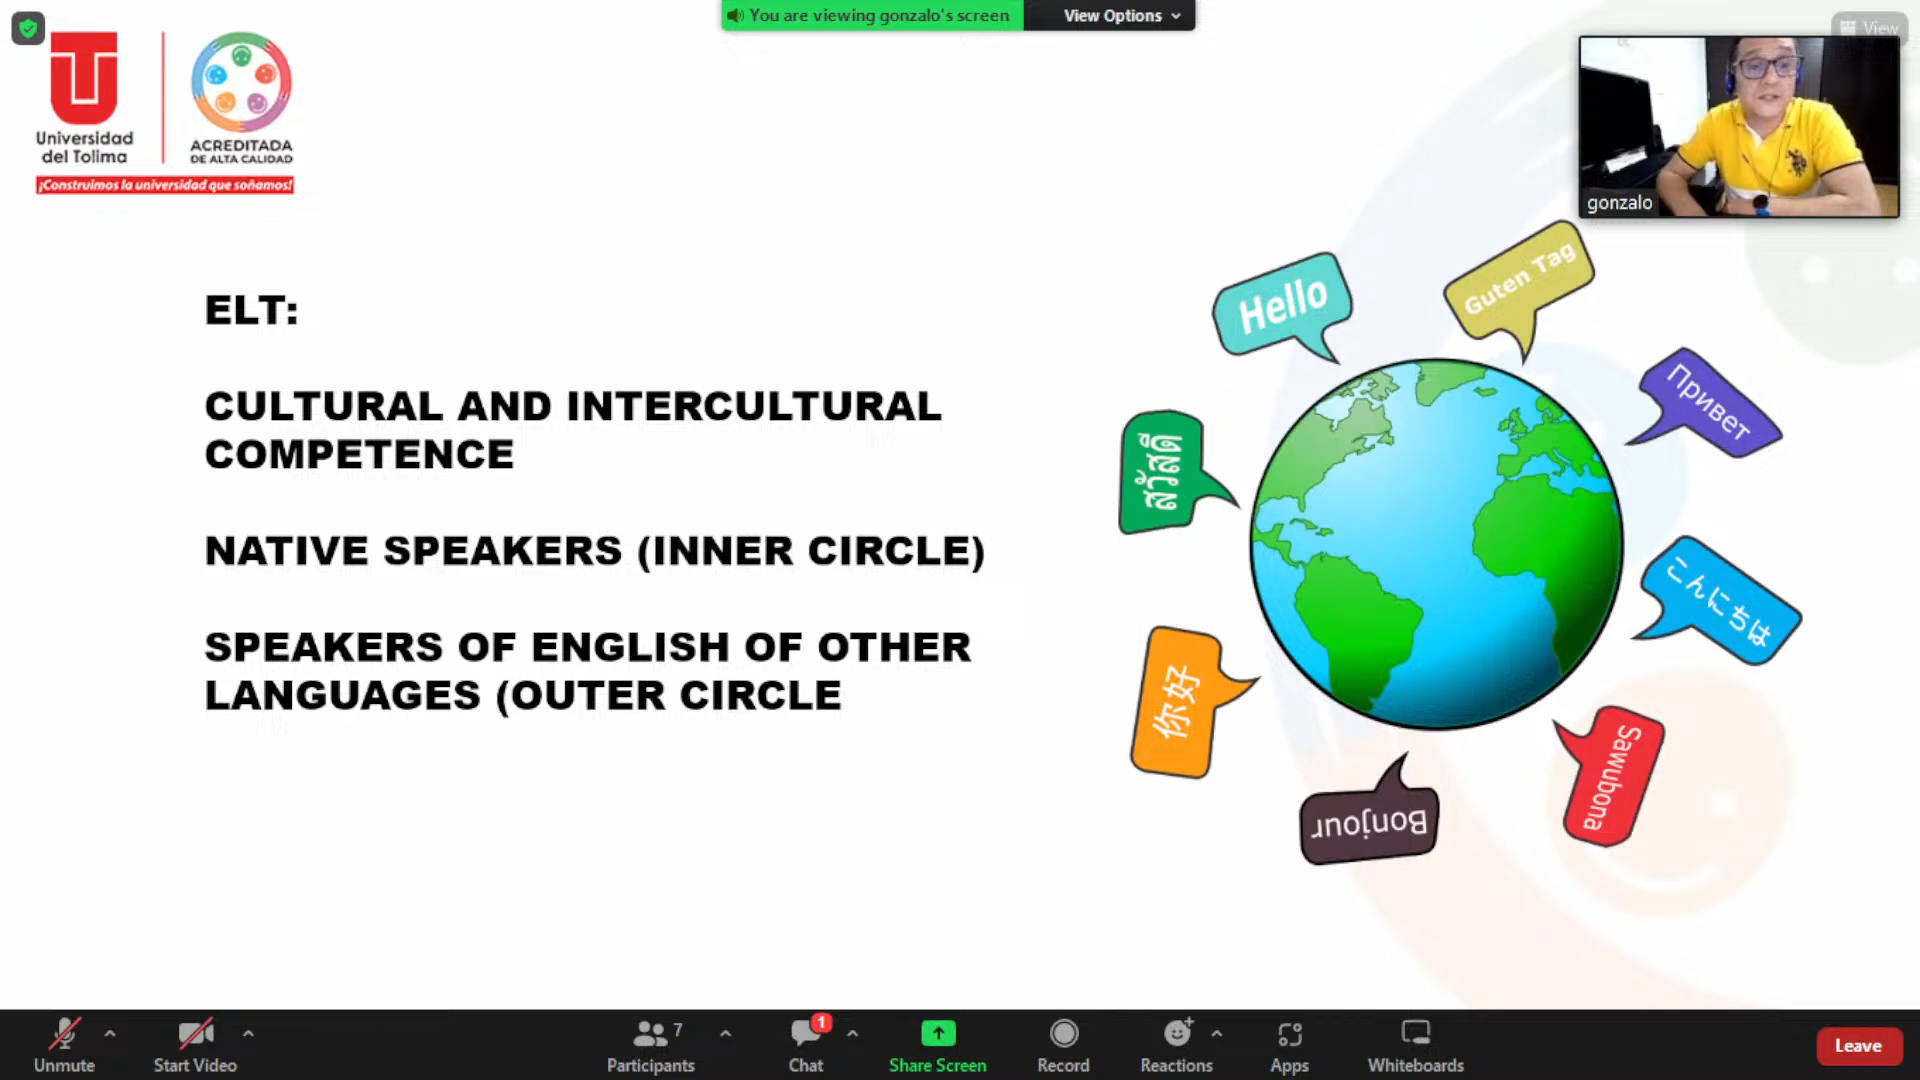 You are viewing gonzalo's screen
View Options
View
Universidad
del Tolima
ACREDITADA
DE ALTA CALIDAD
¡Construimos la universidad que soñamos!
gonzalo
ELT:
CULTURAL AND INTERCULTURAL
COMPETENCE
NATIVE SPEAKERS (INNER CIRCLE)
SPEAKERS OF ENGLISH OF OTHER
LANGUAGES (OUTER CIRCLE
Hello
Guten Tag
Привет
สวัสดี
こんにちは
你好
Sawubona
Bonjour
Unmute
Start Video
7
Participants
1
Chat
Share Screen
Record
Reactions
Apps
Whiteboards
Leave